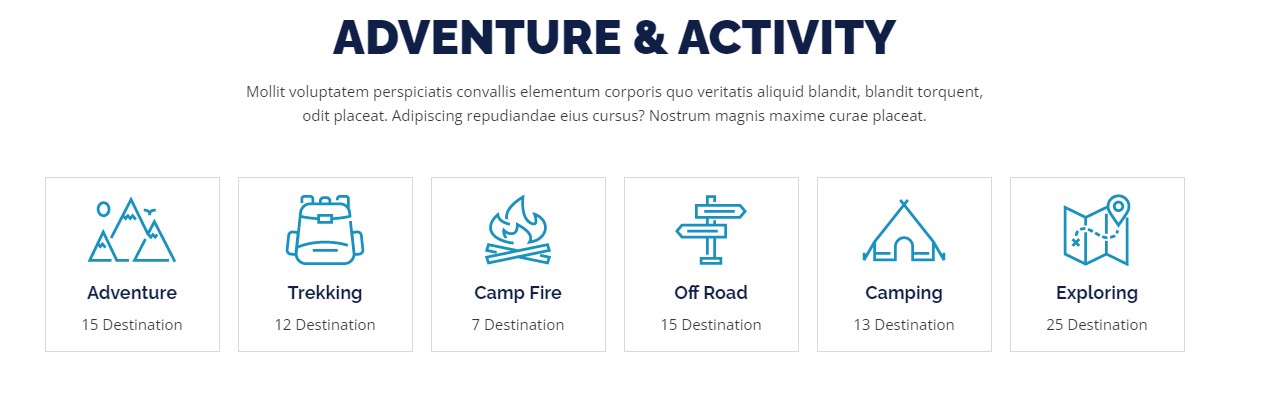 ADVENTURE & ACTIVITY
Mollit voluptatem perspiciatis convallis elementum corporis quo veritatis aliquid blandit, blandit torquent,
odit placeat. Adipiscing repudiandae eius cursus? Nostrum magnis maxime curae placeat.
Adventure
15 Destination
Trekking
12 Destination
Camp Fire
7 Destination
Off Road
15 Destination
Camping
13 Destination
Exploring
25 Destination